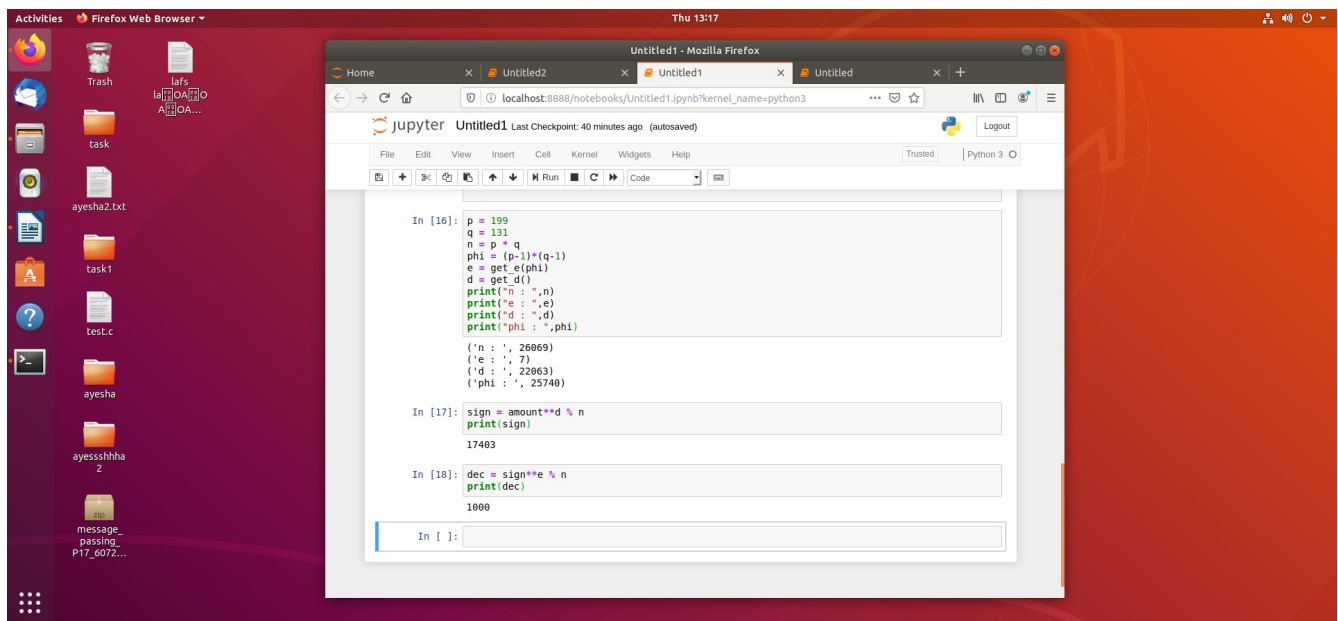 Activities
Firefox Web Browser
Thu 13:17
Trash
lafs
task
ayesha2.txt
task1
test.c
ayesha
ayessshhha
2
zip
message_
passing_
P17_6072...
Untitled1 - Mozilla Firefox
Home
Untitled2
Untitled1
Untitled
localhost:8888/notebooks/Untitled1.ipynb?kernel_name=python3
jupyter Untitled1 Last Checkpoint: 40 minutes ago (autosaved)
Logout
File Edit View Insert Cell Kernel Widgets Help
Trusted
Python 3
Run
Code
In [16]: p = 199
q = 131
n = p * q
phi = (p-1)*(q-1)
e = get_e(phi)
d = get_d()
print("n : ",n)
print("e : ",e)
print("d : ",d)
print("phi : ",phi)
('n : ', 26069)
('e : ', 7)
('d : ', 22063)
('phi : ', 25740)
In [17]: sign = amount**d % n
print(sign)
17403
In [18]: dec = sign**e % n
print(dec)
1000
In [ ]: